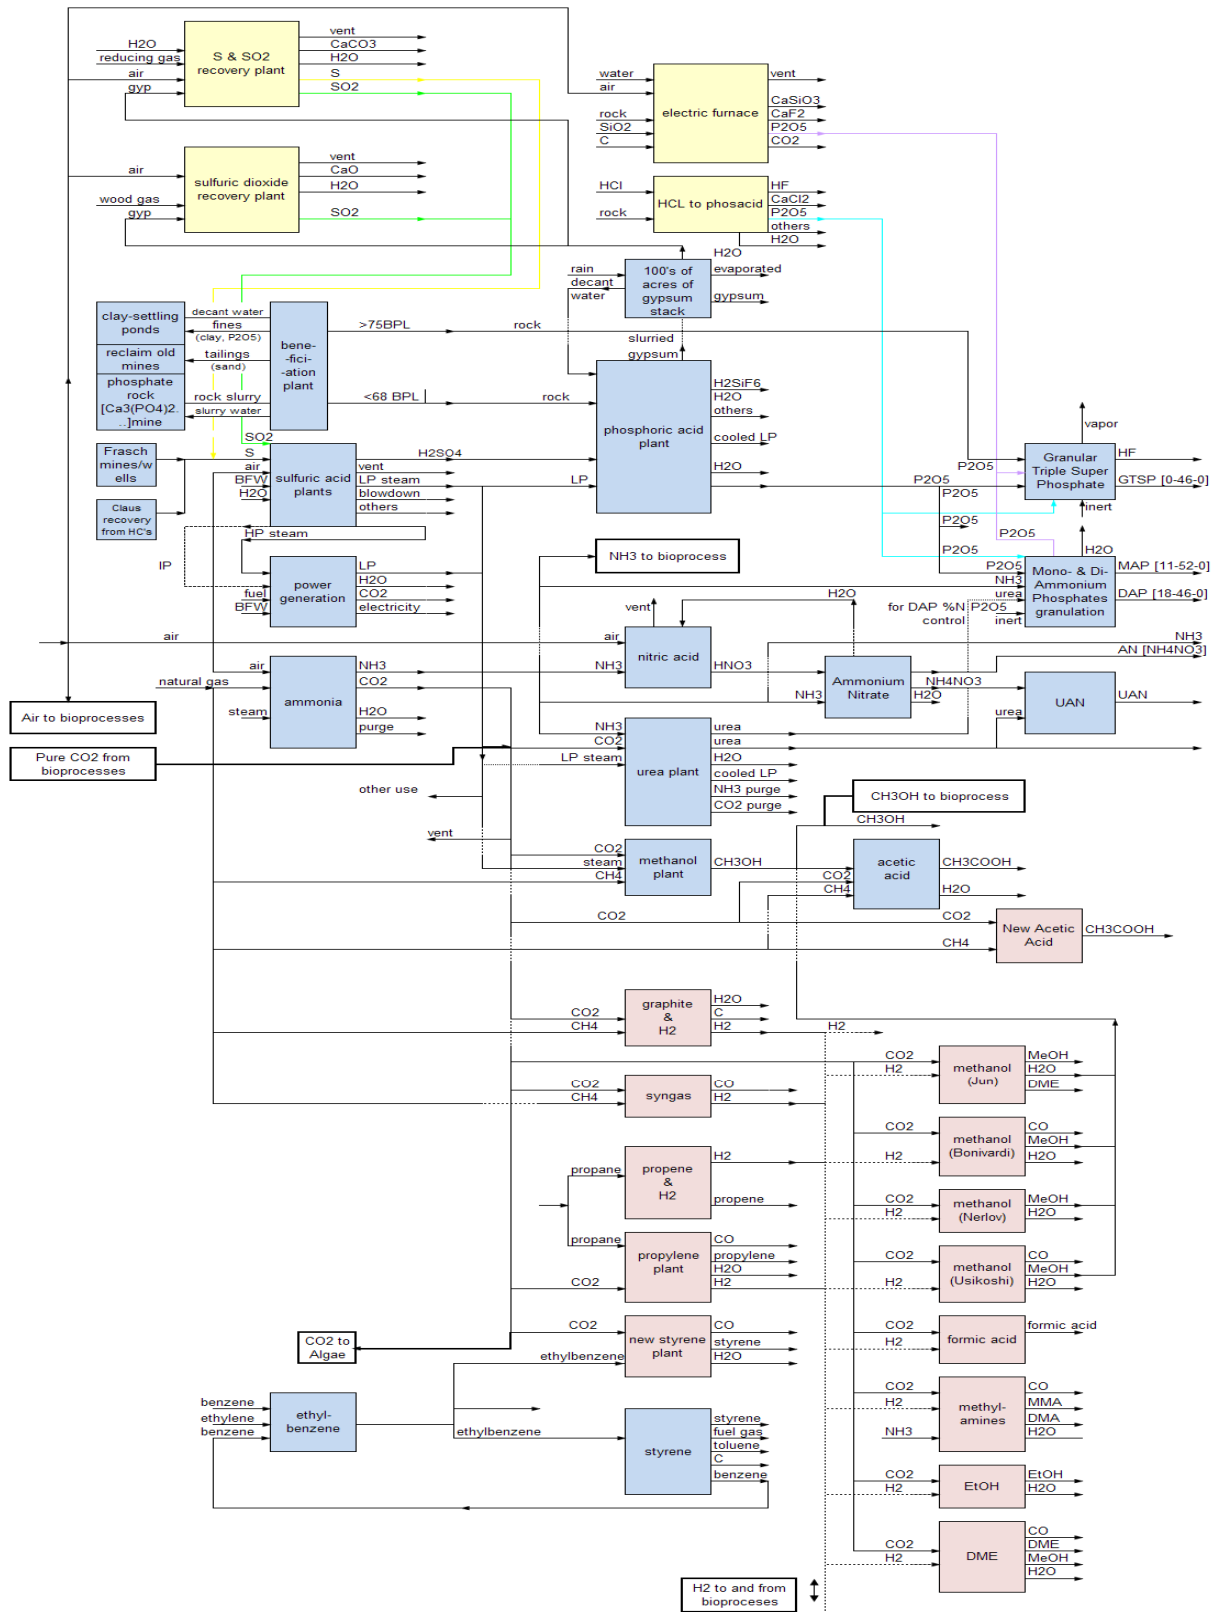 vent
H2O
CaCO3
reducing gas
S & SO2
recovery plant
H2O
air
S
gyp
SO2
water
vent
air
electric furnace
CaSiO3
rock
CaF2
SiO2
P2O5
C
CO2
vent
air
sulfuric dioxide
recovery plant
CaO
H2O
wood gas
gyp
SO2
HCl
HF
HCL to phosacid
CaCl2
rock
P2O5
others
H2O
H2O
rain
100's of
acres of
gypsum
stack
evaporated
decant
water
gypsum
slurried
gypsum
clay-settling
ponds
decant water
fines
(clay, P2O5)
reclaim old
mines
tailings
(sand)
phosphate
rock
[Ca3(PO4)2.
..]mine
rock slurry
slurry water
bene-
-fici-
-ation
plant
>75BPL
rock
<68 BPL
rock
phosphoric acid
plant
H2SiF6
H2O
others
cooled LP
H2O
SO2
Frasch
mines/w
ells
S
air
BFW
H2O
sulfuric acid
plants
H2SO4
vent
LP steam
blowdown
others
LP
Claus
recovery
from HC's
HP steam
IP
P2O5
P2O5
P2O5
P2O5
P2O5
P2O5
P2O5
vapor
Granular
Triple Super
Phosphate
HF
GTSP [0-46-0]
inert
H2O
power
generation
fuel
BFW
LP
H2O
CO2
electricity
NH3 to bioprocess
NH3
urea
for DAP %N
control
P2O5
inert
Mono- & Di-
Ammonium
Phosphates
granulation
MAP [11-52-0]
DAP [18-46-0]
air
vent
H2O
air
nitric acid
NH3
HNO3
NH3
Ammonium
Nitrate
NH3
AN [NH4NO3]
NH4NO3
H2O
UAN
UAN
urea
air
natural gas
steam
ammonia
NH3
CO2
H2O
purge
Air to bioprocesses
Pure CO2 from
bioprocesses
NH3
CO2
LP steam
urea plant
urea
urea
H2O
cooled LP
NH3 purge
CO2 purge
other use
vent
CH3OH to bioprocess
CH3OH
CO2
steam
CH4
methanol
plant
CH3OH
CO2
CH4
acetic
acid
CH3COOH
H2O
CO2
CO2
CH4
New Acetic
Acid
CH3COOH
CO2
CH4
graphite
&
H2
H2O
C
H2
H2
CO2
CH4
syngas
CO
H2
CO2
H2
methanol
(Jun)
MeOH
H2O
DME
CO2
H2
methanol
(Bonivardi)
CO
MeOH
H2O
propane
propene
&
H2
H2
propene
CO2
H2
methanol
(Nerlov)
MeOH
H2O
propane
CO2
propylene
plant
CO
propylene
H2O
H2
CO2
H2
methanol
(Usikoshi)
CO
MeOH
H2O
CO2 to
Algae
CO2
ethylbenzene
new styrene
plant
CO
styrene
H2O
CO2
H2
formic acid
formic acid
benzene
ethylene
benzene
ethyl-
benzene
ethylbenzene
styrene
styrene
fuel gas
toluene
C
benzene
CO2
H2
NH3
methyl-
amines
CO
MMA
DMA
H2O
CO2
H2
EtOH
EtOH
H2O
CO2
H2
DME
CO
DME
MeOH
H2O
H2 to and from
bioproceses